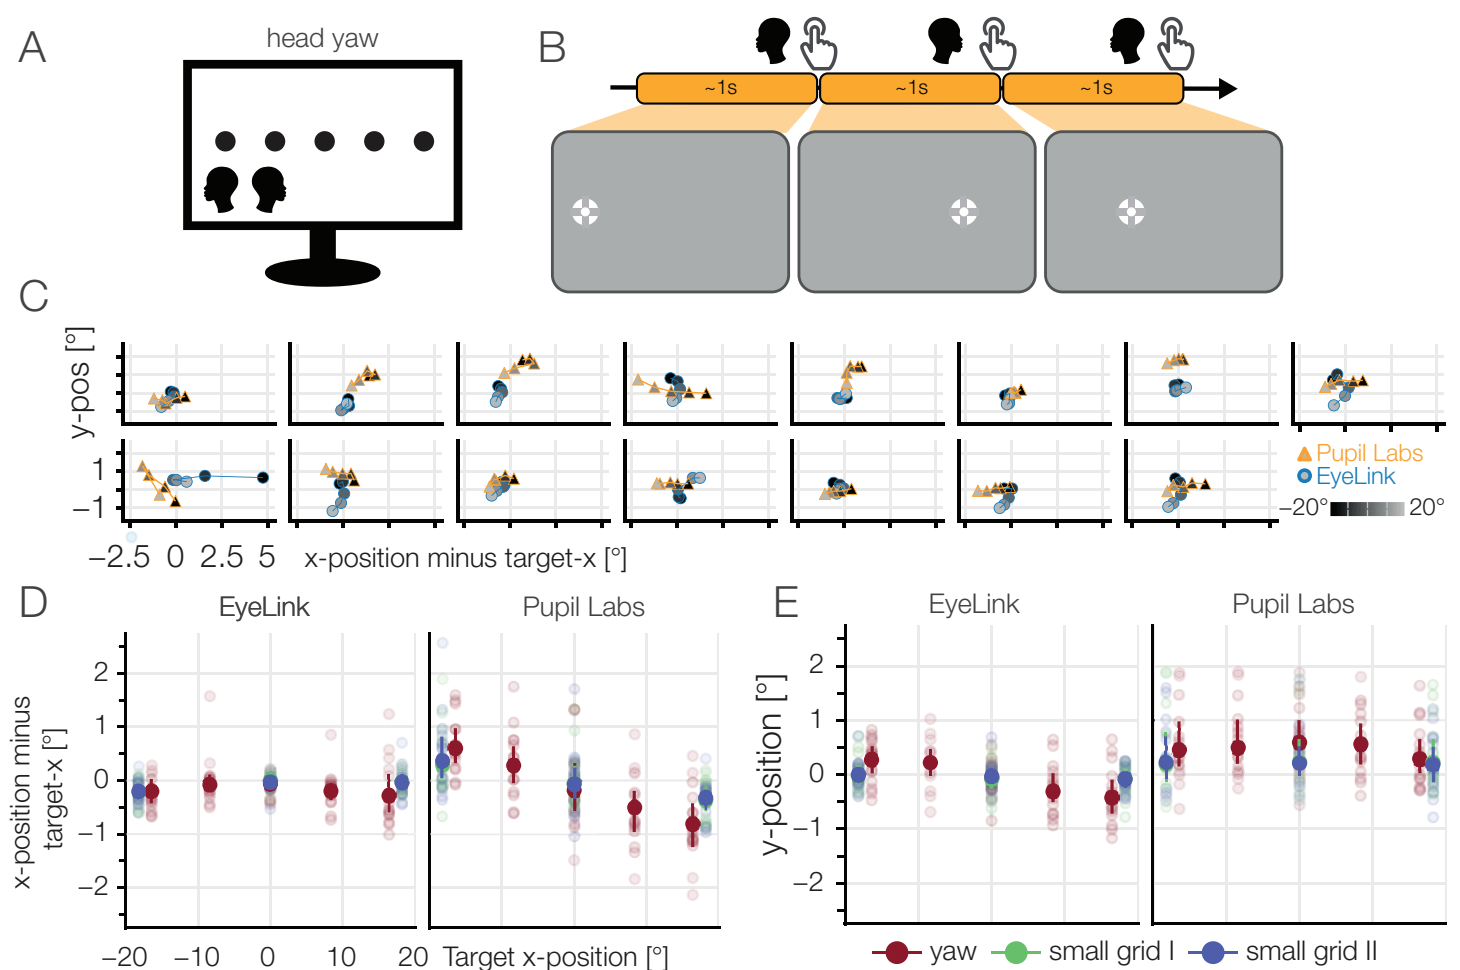 A
head yaw
B
~1s
~1s
~1s
C
y-pos [°]
1
−1
−2.5
0
2.5
5
x-position minus target-x [°]
Pupil Labs
EyeLink
−20°
20°
D
EyeLink
Pupil Labs
x-position minus
target-x [°]
2
1
0
−1
−2
−20
−10
0
10
20
Target x-position [°]
E
EyeLink
Pupil Labs
y-position [°]
2
1
0
−1
−2
yaw
small grid I
small grid II